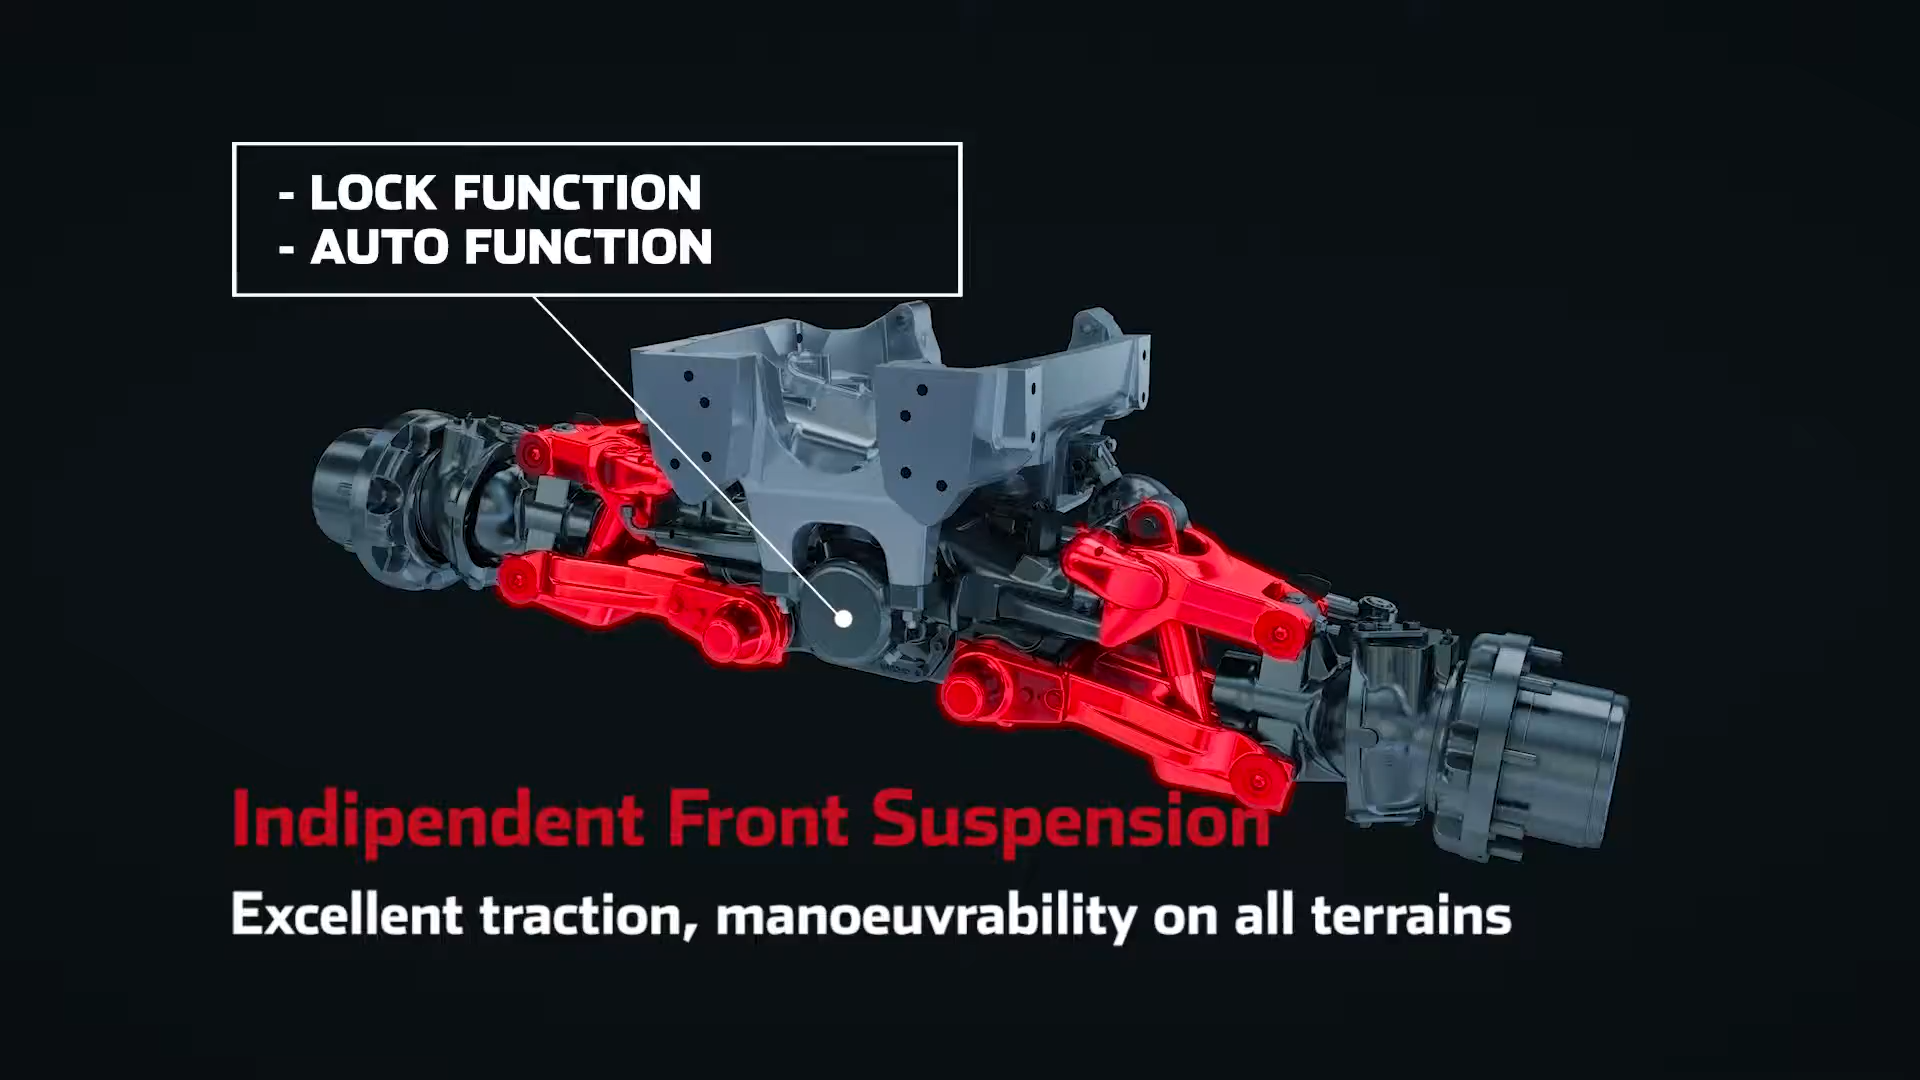 - LOCK FUNCTION
- AUTO FUNCTION
Indipendent Front Suspension
Excellent traction, manoeuvrability on all terrains